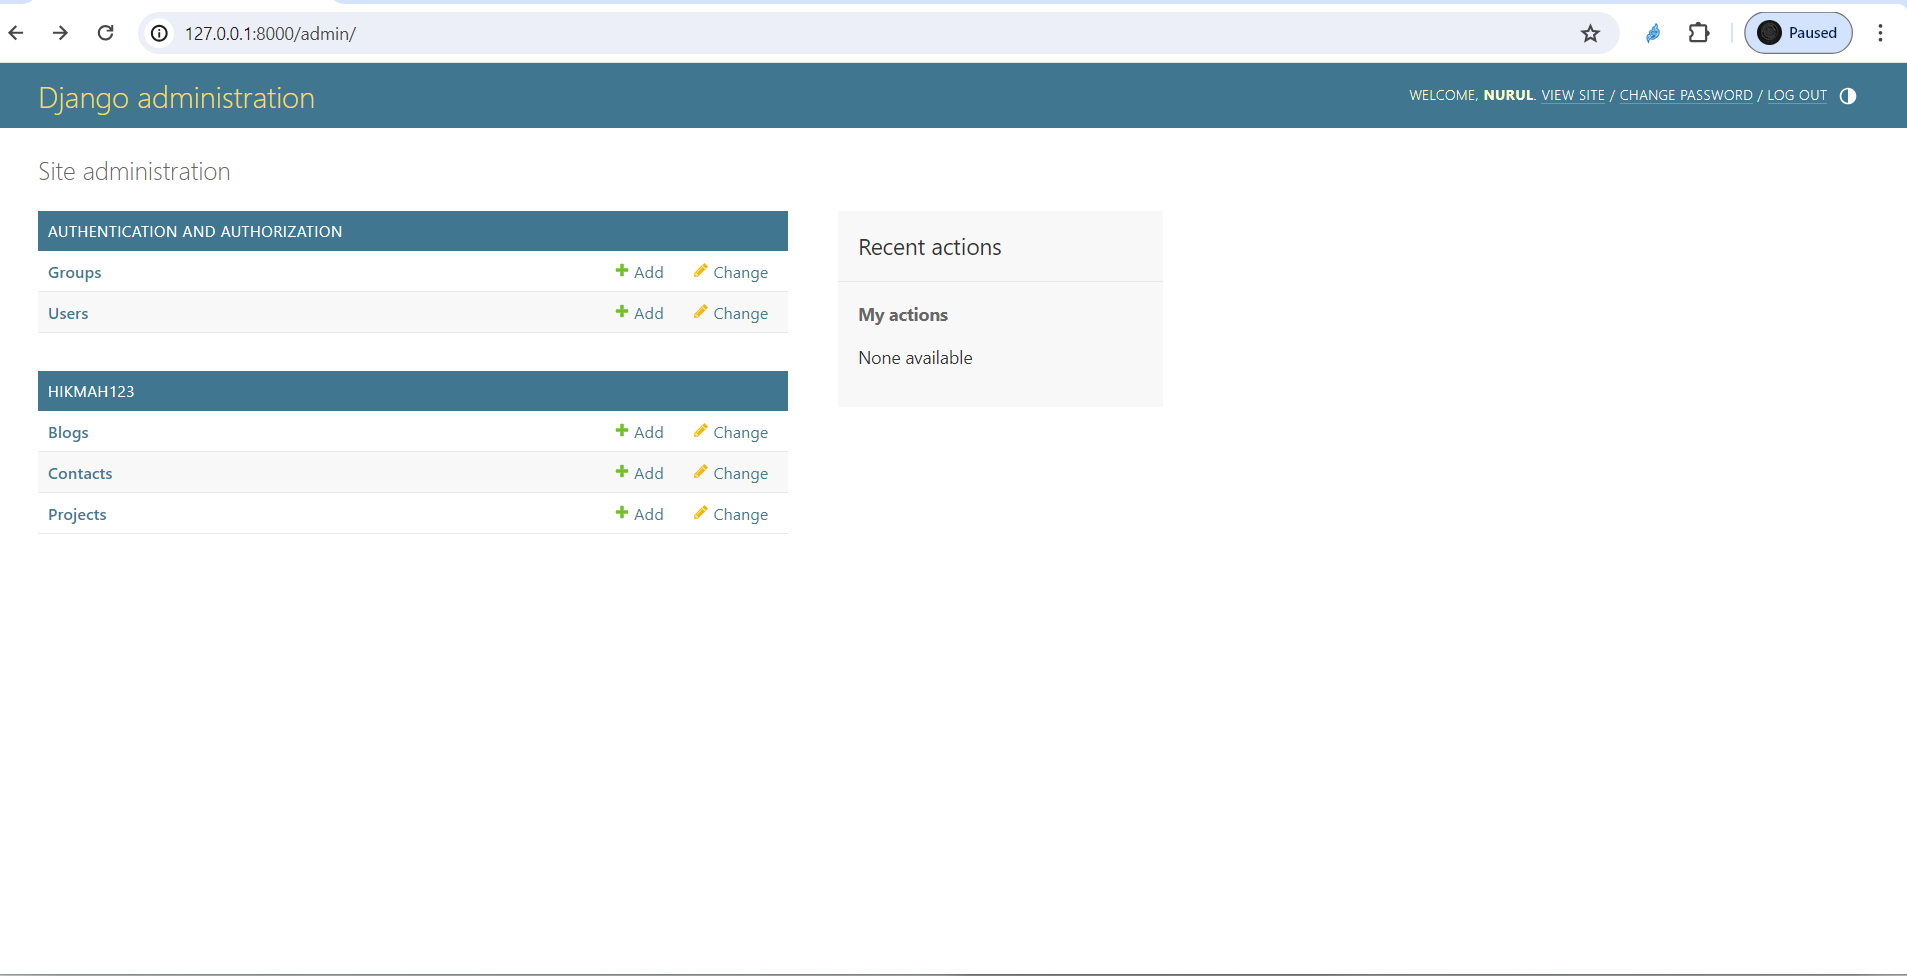 127.0.0.1:8000/admin/
Paused
Django administration
WELCOME, NURUL. VIEW SITE / CHANGE PASSWORD / LOG OUT
Site administration
AUTHENTICATION AND AUTHORIZATION
Groups Add Change
Users Add Change
HIKMAH123
Blogs Add Change
Contacts Add Change
Projects Add Change
Recent actions
My actions
None available